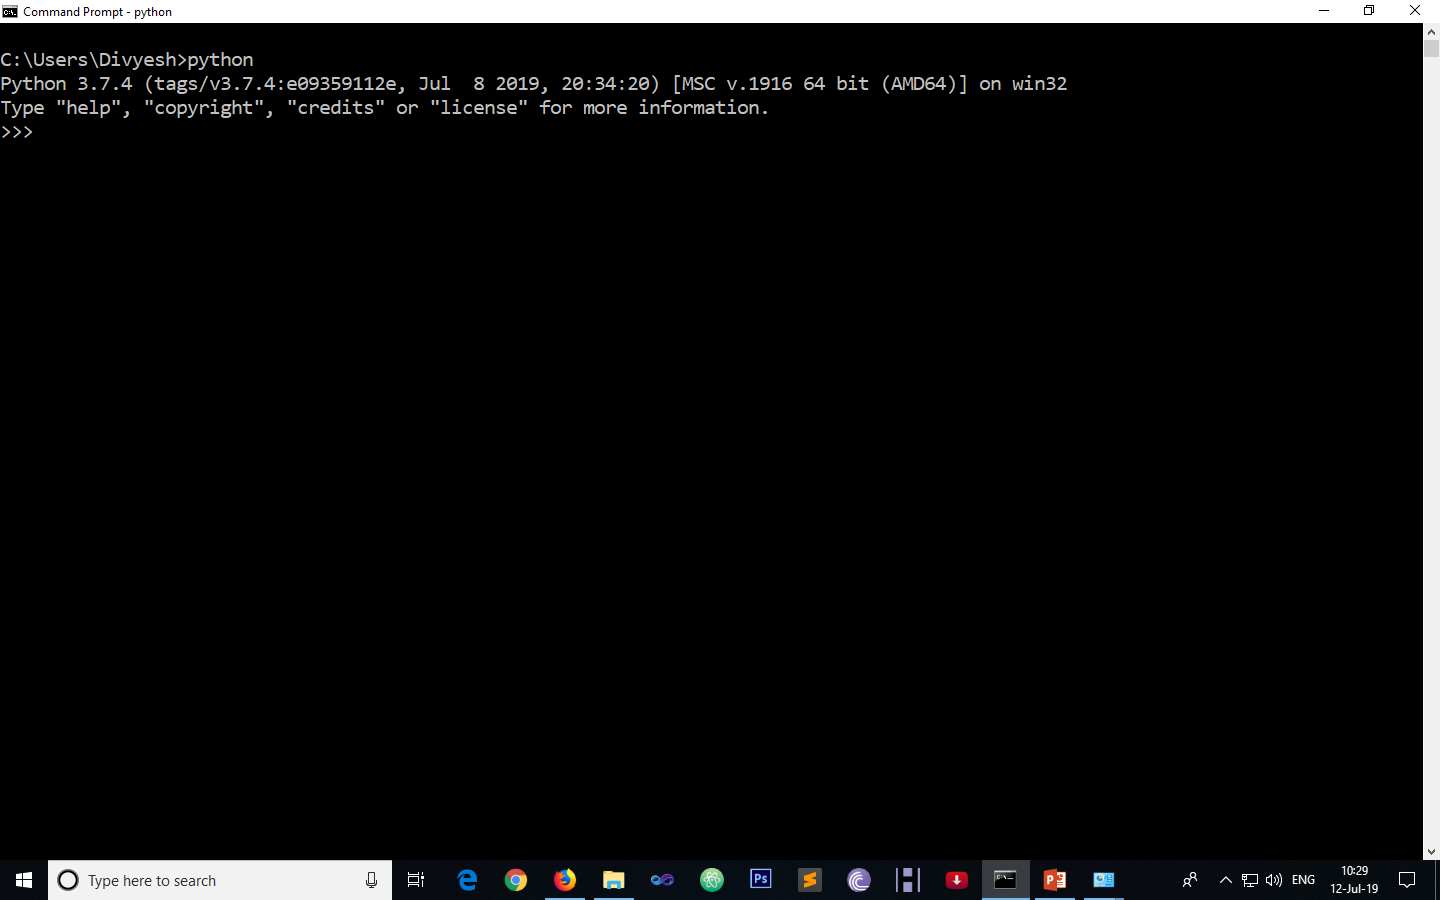 Command Prompt - python
C:\Users\Divyesh>python
Python 3.7.4 (tags/v3.7.4:e09359112e, Jul  8 2019, 20:34:20) [MSC v.1916 64 bit (AMD64)] on win32
Type "help", "copyright", "credits" or "license" for more information.
>>>
Type here to search
Ps
ENG
10:29
12-Jul-19